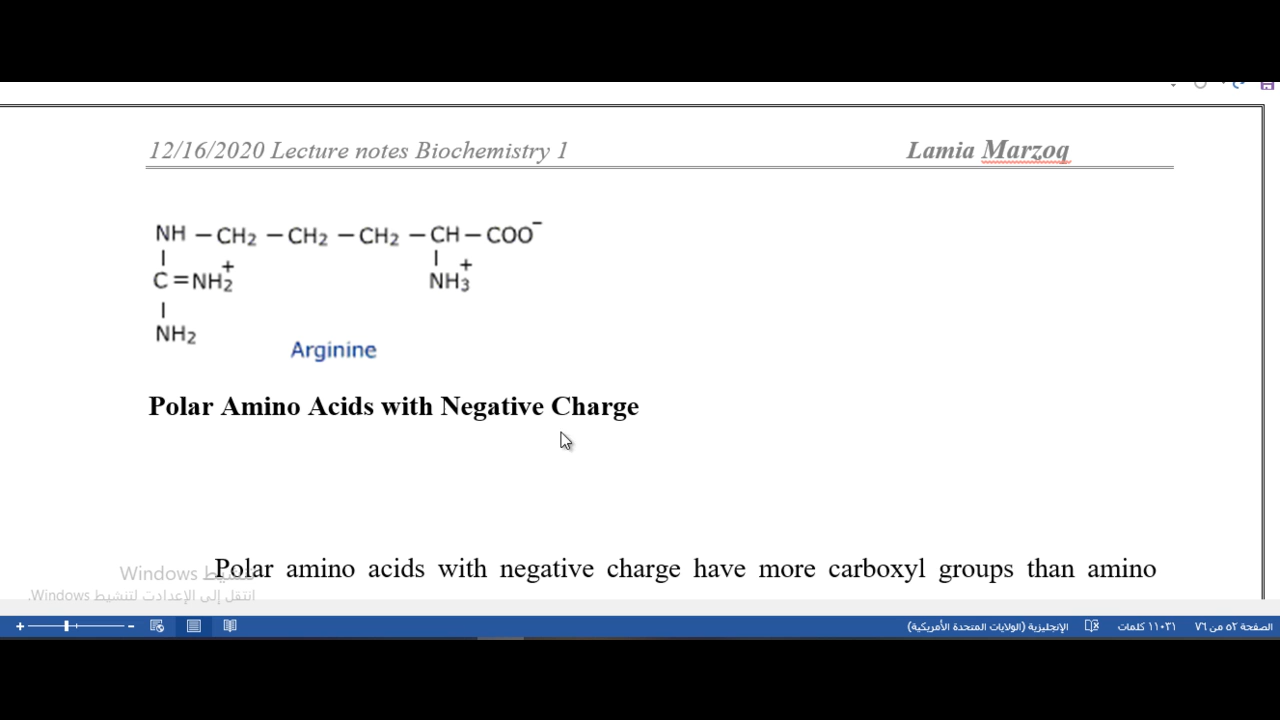 12/16/2020 Lecture notes Biochemistry 1 Lamia Marzoq
NH – CH₂ – CH₂ – CH₂ – CH – COO⁻
C = NH₂⁺ NH₃⁺
NH₂
Arginine
Polar Amino Acids with Negative Charge
Polar amino acids with negative charge have more carboxyl groups than amino
تنشيط Windows
انتقل إلى الإعدادت لتنشيط Windows.
الصفحة ٥٢ من ٧٦ ١١٠٣١ كلمات الإنجليزية (الولايات المتحدة الأمريكية)